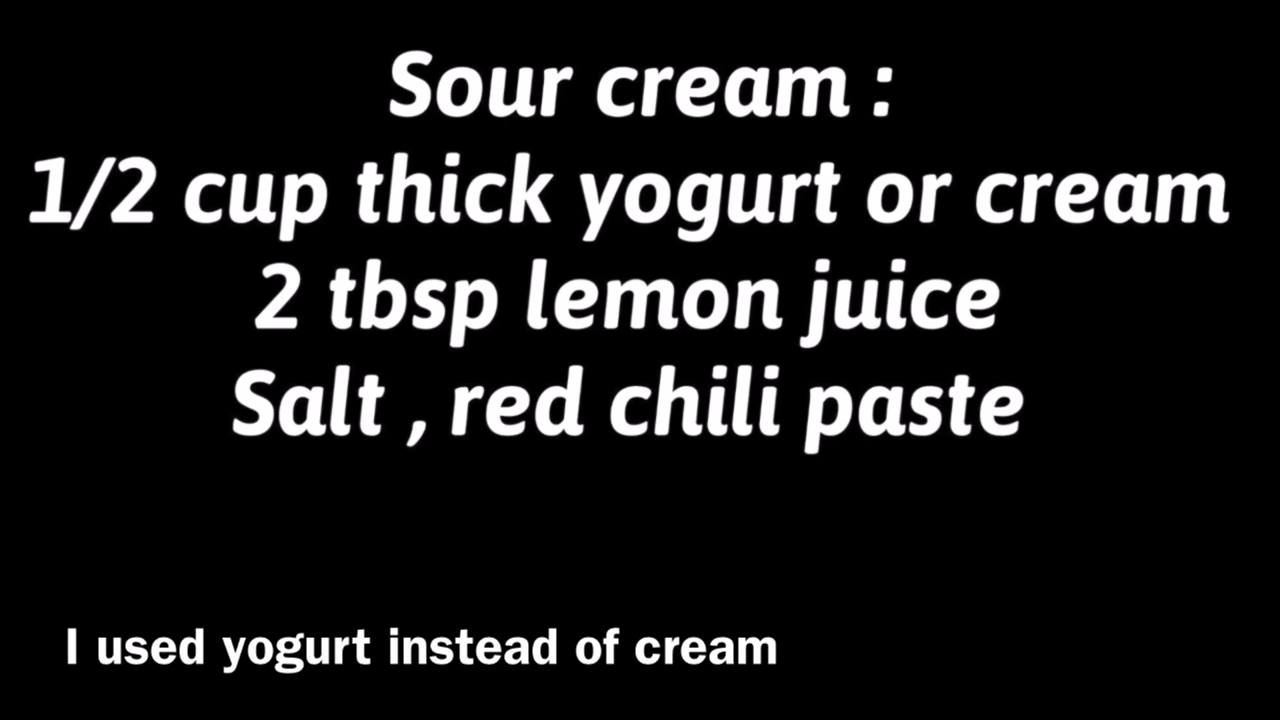 Sour cream :
1/2 cup thick yogurt or cream
2 tbsp lemon juice
Salt , red chili paste
I used yogurt instead of cream